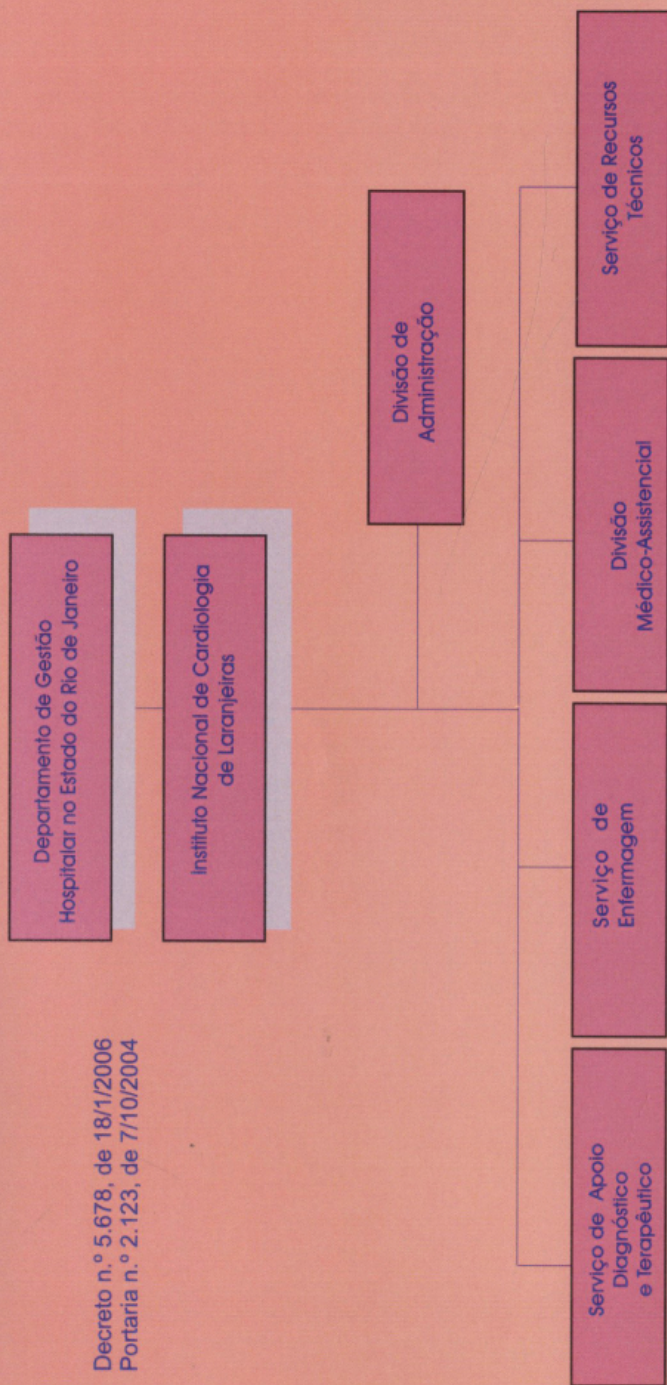 Decreto n.º 5.678, de 18/1/2006
Portaria n.º 2.123, de 7/10/2004
Departamento de Gestão
Hospitalar no Estado do Rio de Janeiro
Instituto Nacional de Cardiologia
de Laranjeiras
Divisão de
Administração
Serviço de Apoio
Diagnóstico
e Terapêutico
Serviço de
Enfermagem
Divisão
Médico-Assistencial
Serviço de Recursos
Técnicos